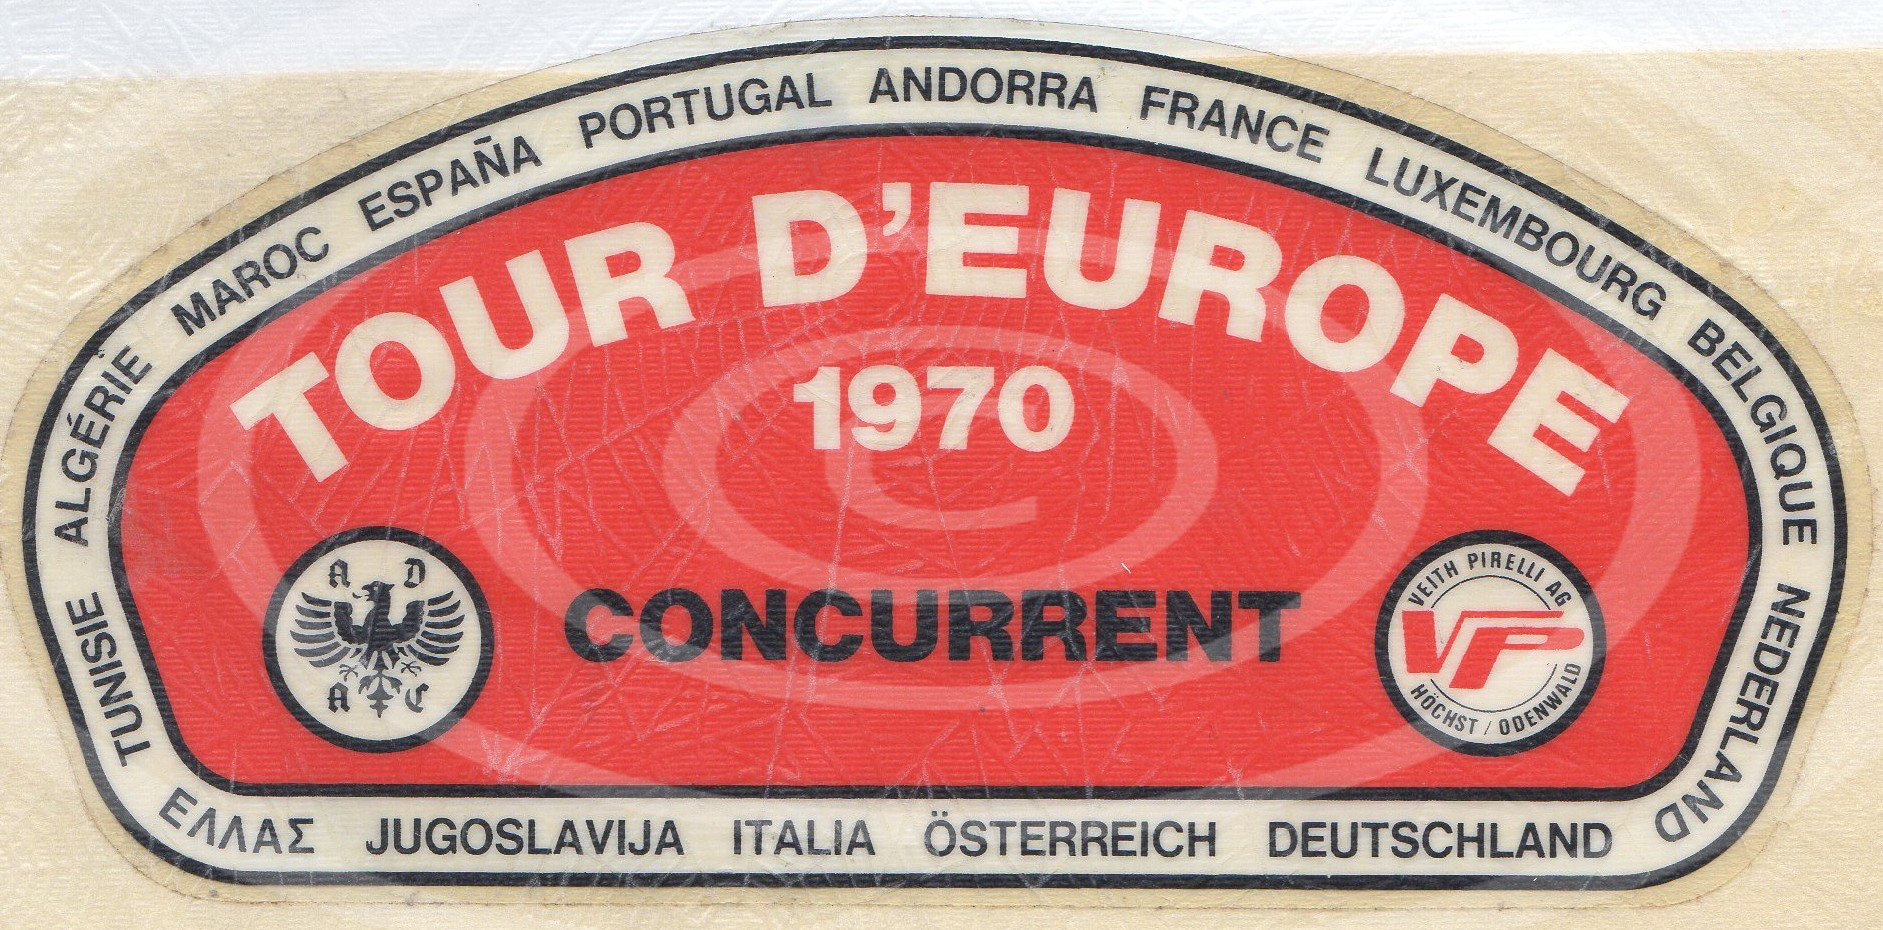 TUNISIE ALGÉRIE MAROC ESPAÑA PORTUGAL ANDORRA FRANCE LUXEMBOURG BELGIQUE NEDERLAND
TOUR D'EUROPE
1970
CONCURRENT
A D
A C
VEITH PIRELLI AG
VP
HÖCHST / ODENWALD
ΕΛΛΑΣ JUGOSLAVIJA ITALIA ÖSTERREICH DEUTSCHLAND